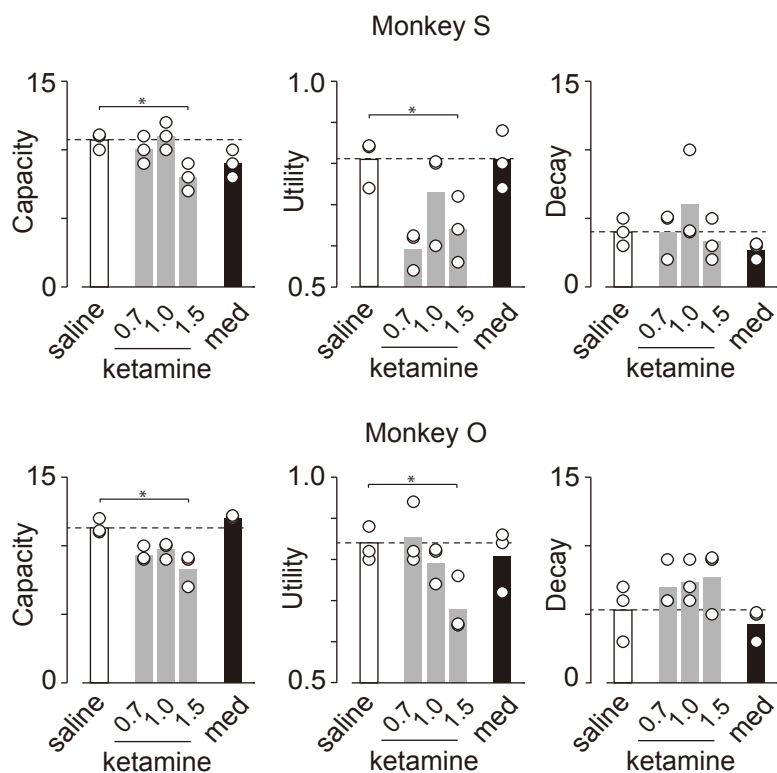 Monkey S
Capacity
15
0
*
saline
0.7
1.0
1.5
med
ketamine
Utility
1.0
0.5
*
saline
0.7
1.0
1.5
med
ketamine
Decay
15
0
saline
0.7
1.0
1.5
med
ketamine
Monkey O
Capacity
15
0
*
saline
0.7
1.0
1.5
med
ketamine
Utility
1.0
0.5
*
saline
0.7
1.0
1.5
med
ketamine
Decay
15
0
saline
0.7
1.0
1.5
med
ketamine